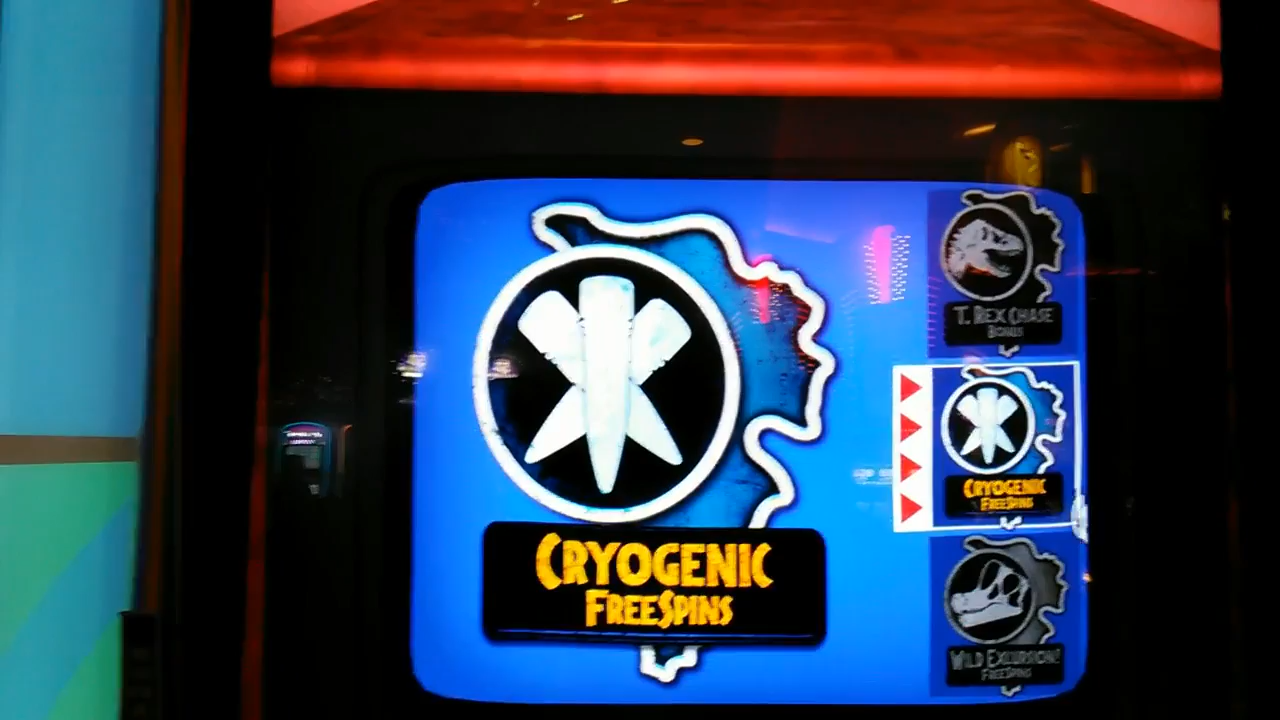 CRYOGENIC
FREESPINS
T. REX CHASE
BONUS
CRYOGENIC
FREESPINS
WILD EXCURSION!
FREESPINS